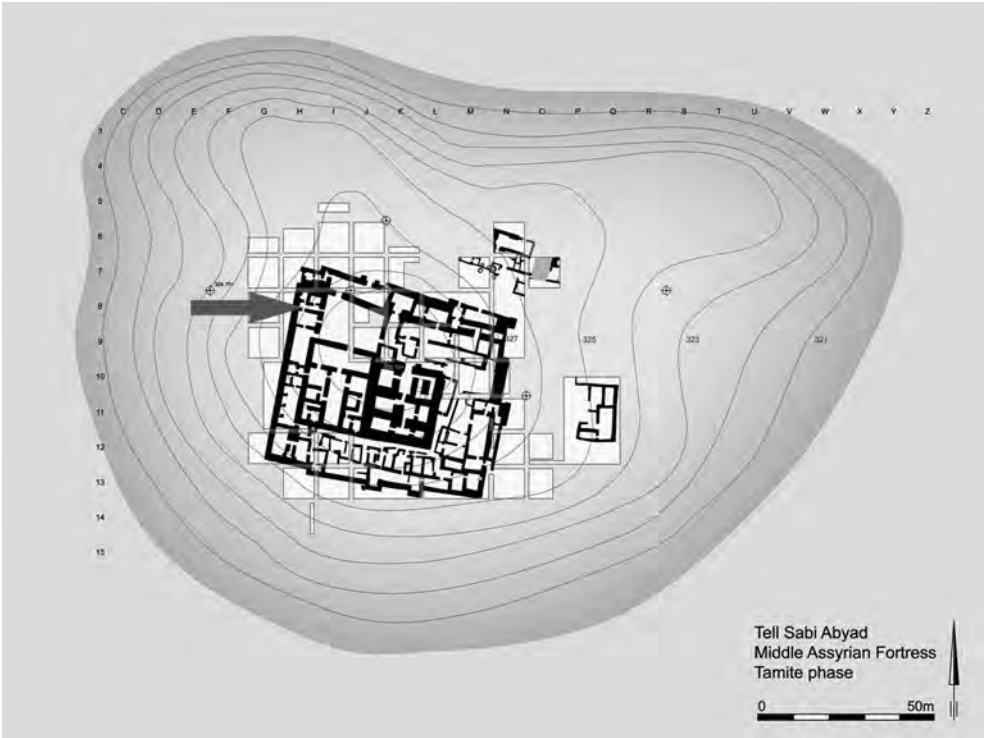 C D E F G H I J K L M N O P Q R S T U V W X Y Z
3
4
5
6
7
8
9
10
11
12
13
14
15
327 325 323 321
Tell Sabi Abyad
Middle Assyrian Fortress
Tamite phase
0 50m